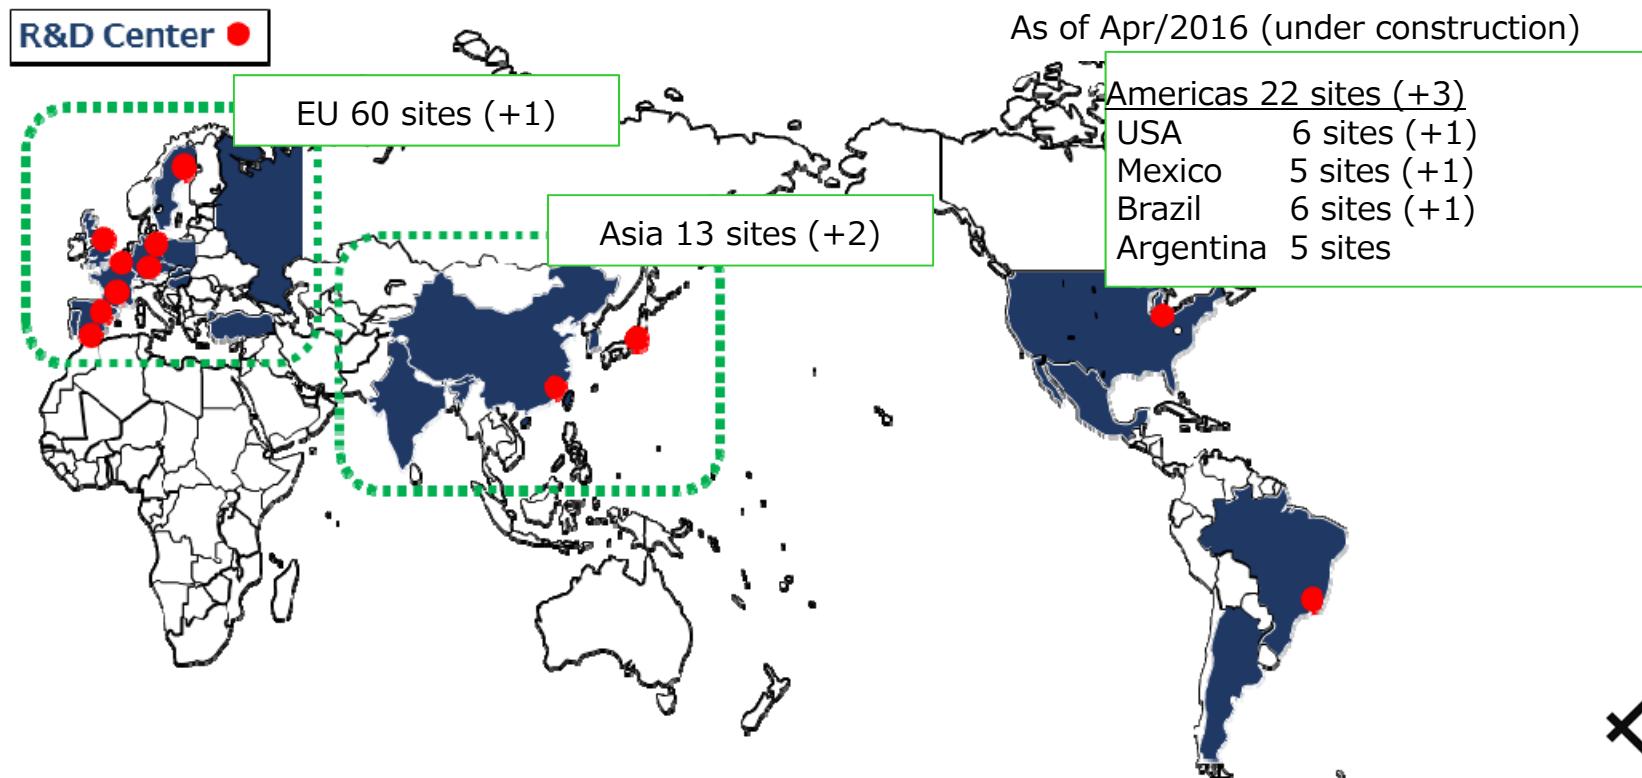 R&D Center
As of Apr/2016 (under construction)
EU 60 sites (+1)
Americas 22 sites (+3)
USA 6 sites (+1)
Mexico 5 sites (+1)
Brazil 6 sites (+1)
Argentina 5 sites
Asia 13 sites (+2)